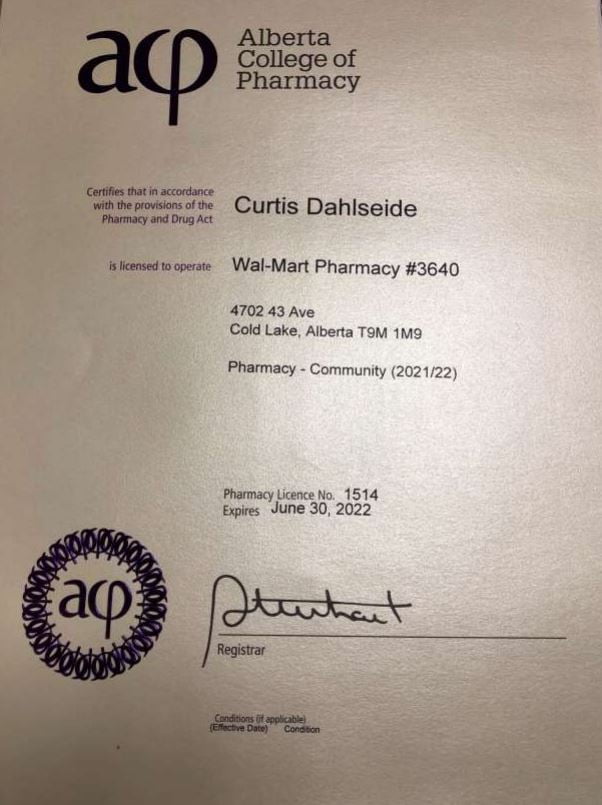 acp
Alberta
College of
Pharmacy
Certifies that in accordance
with the provisions of the
Pharmacy and Drug Act
Curtis Dahlseide
is licensed to operate
Wal-Mart Pharmacy #3640
4702 43 Ave
Cold Lake, Alberta T9M 1M9
Pharmacy - Community (2021/22)
Pharmacy Licence No. 1514
Expires June 30, 2022
acp
Registrar
Conditions (if applicable)
(Effective Date) Condition